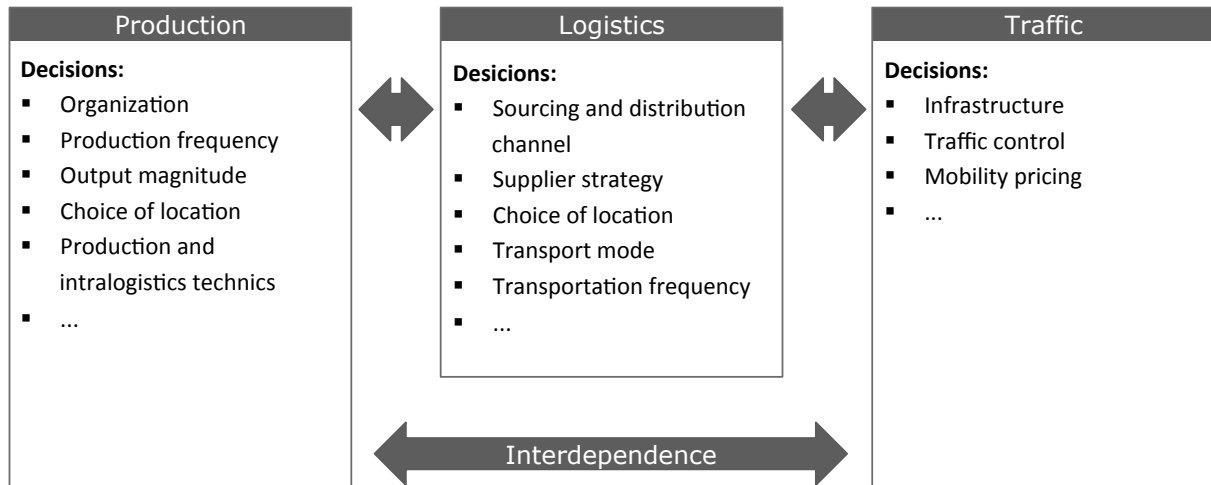 Production
Decisions:
▪ Organization
▪ Production frequency
▪ Output magnitude
▪ Choice of location
▪ Production and
intralogistics technics
▪ ...
Logistics
Desicions:
▪ Sourcing and distribution
channel
▪ Supplier strategy
▪ Choice of location
▪ Transport mode
▪ Transportation frequency
▪ ...
Traffic
Decisions:
▪ Infrastructure
▪ Traffic control
▪ Mobility pricing
▪ ...
Interdependence